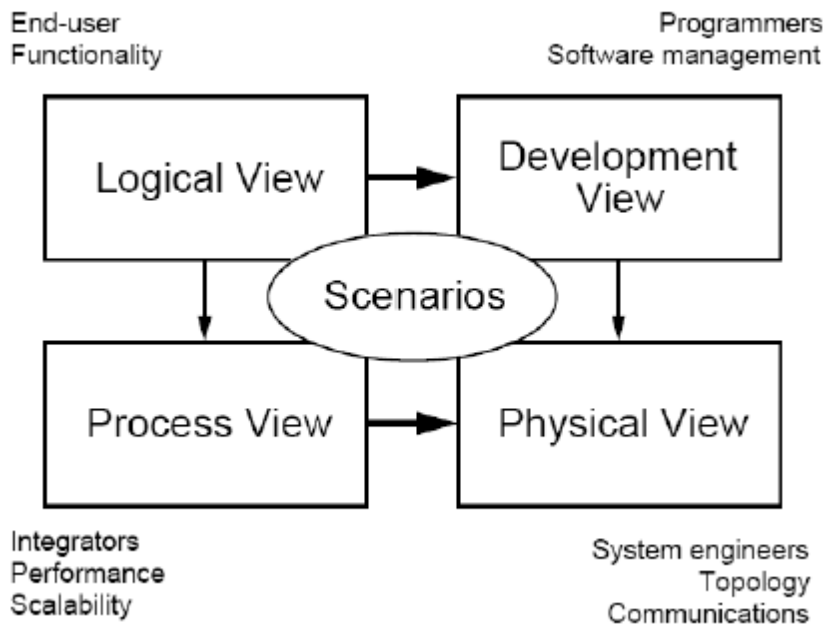 End-user
Functionality
Programmers
Software management
Logical View
Development
View
Scenarios
Process View
Physical View
Integrators
Performance
Scalability
System engineers
Topology
Communications